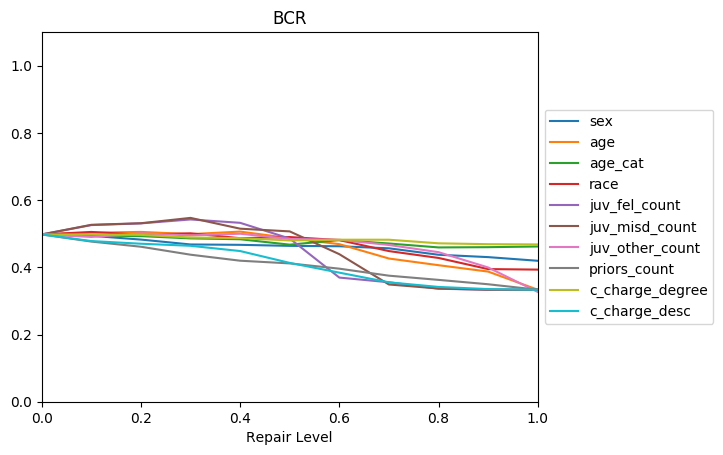 BCR
1.0
0.8
0.6
0.4
0.2
0.0
0.0 0.2 0.4 0.6 0.8 1.0
Repair Level
sex
age
age_cat
race
juv_fel_count
juv_misd_count
juv_other_count
priors_count
c_charge_degree
c_charge_desc